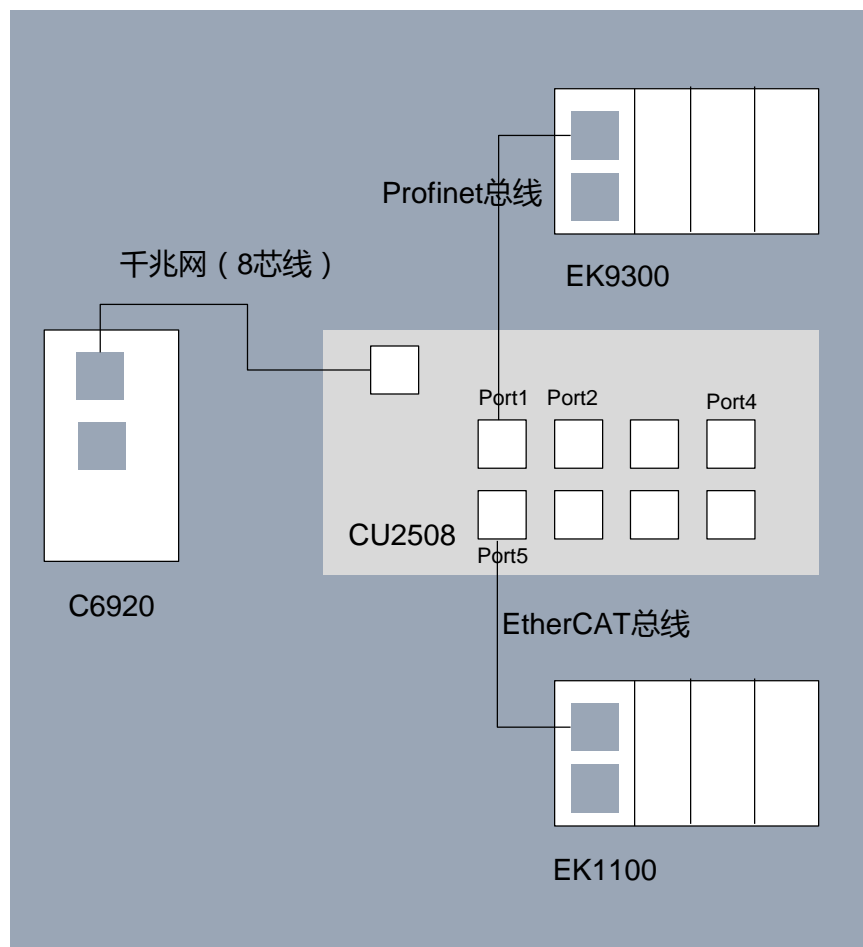 Profinet总线
千兆网（8芯线）
EK9300
Port1 Port2 Port4
CU2508
Port5
C6920
EtherCAT总线
EK1100